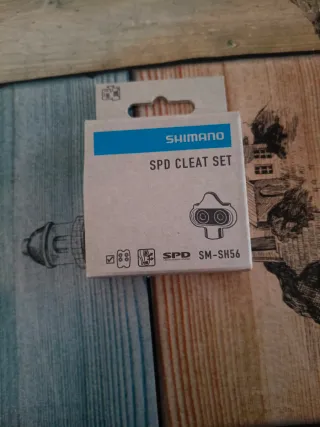 SHIMANO
SPD CLEAT SET
SPD SM-SH56